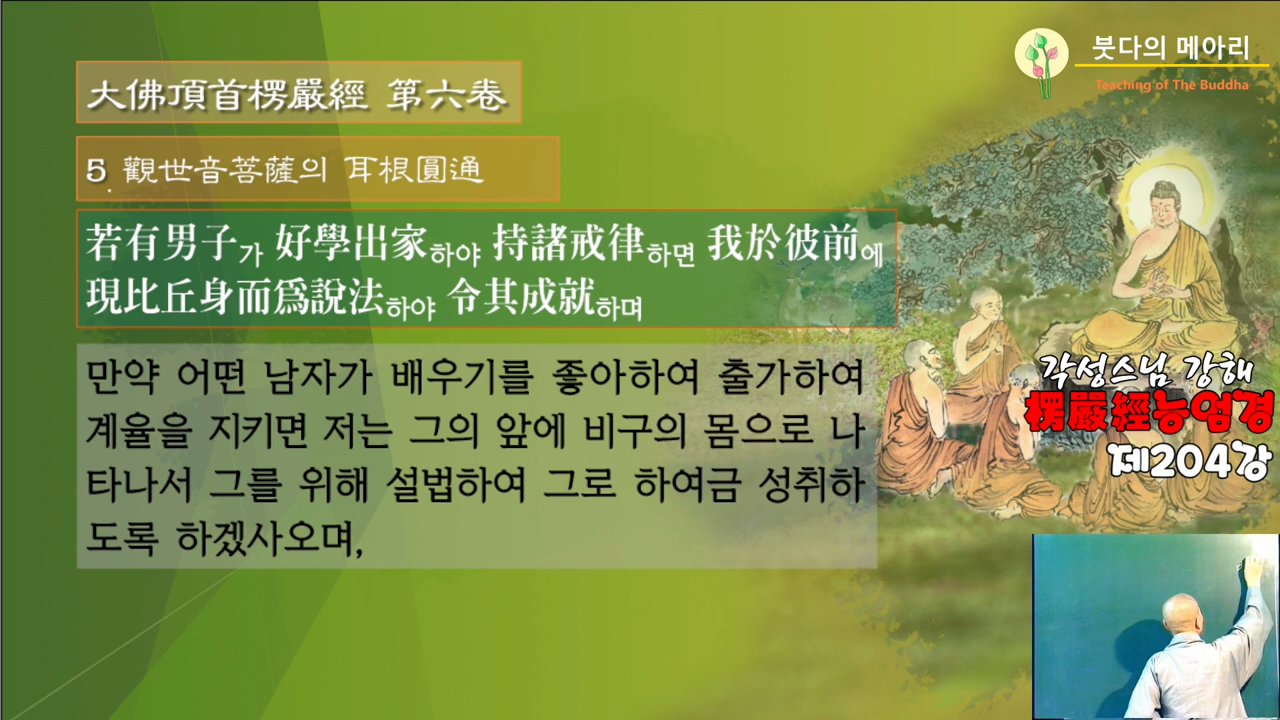 大佛頂首楞嚴經 第六卷
5. 觀世音菩薩의 耳根圓通
若有男子가 好學出家하야 持諸戒律하면 我於彼前에
現比丘身而爲說法하야 令其成就하며
만약 어떤 남자가 배우기를 좋아하여 출가하여
계율을 지키면 저는 그의 앞에 비구의 몸으로 나
타나서 그를 위해 설법하여 그로 하여금 성취하
도록 하겠사오며,
붓다의 메아리
Teaching of The Buddha
각성스님 강해
楞嚴經능엄경
제204강